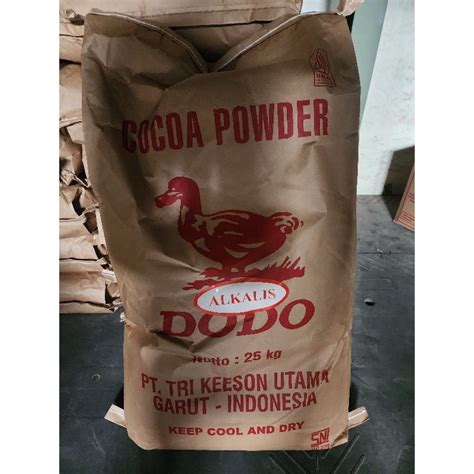 COCOA POWDER
ALKALIS
DODO
Netto : 25 kg
PT. TRI KEESON UTAMA
GARUT - INDONESIA
KEEP COOL AND DRY
SNI